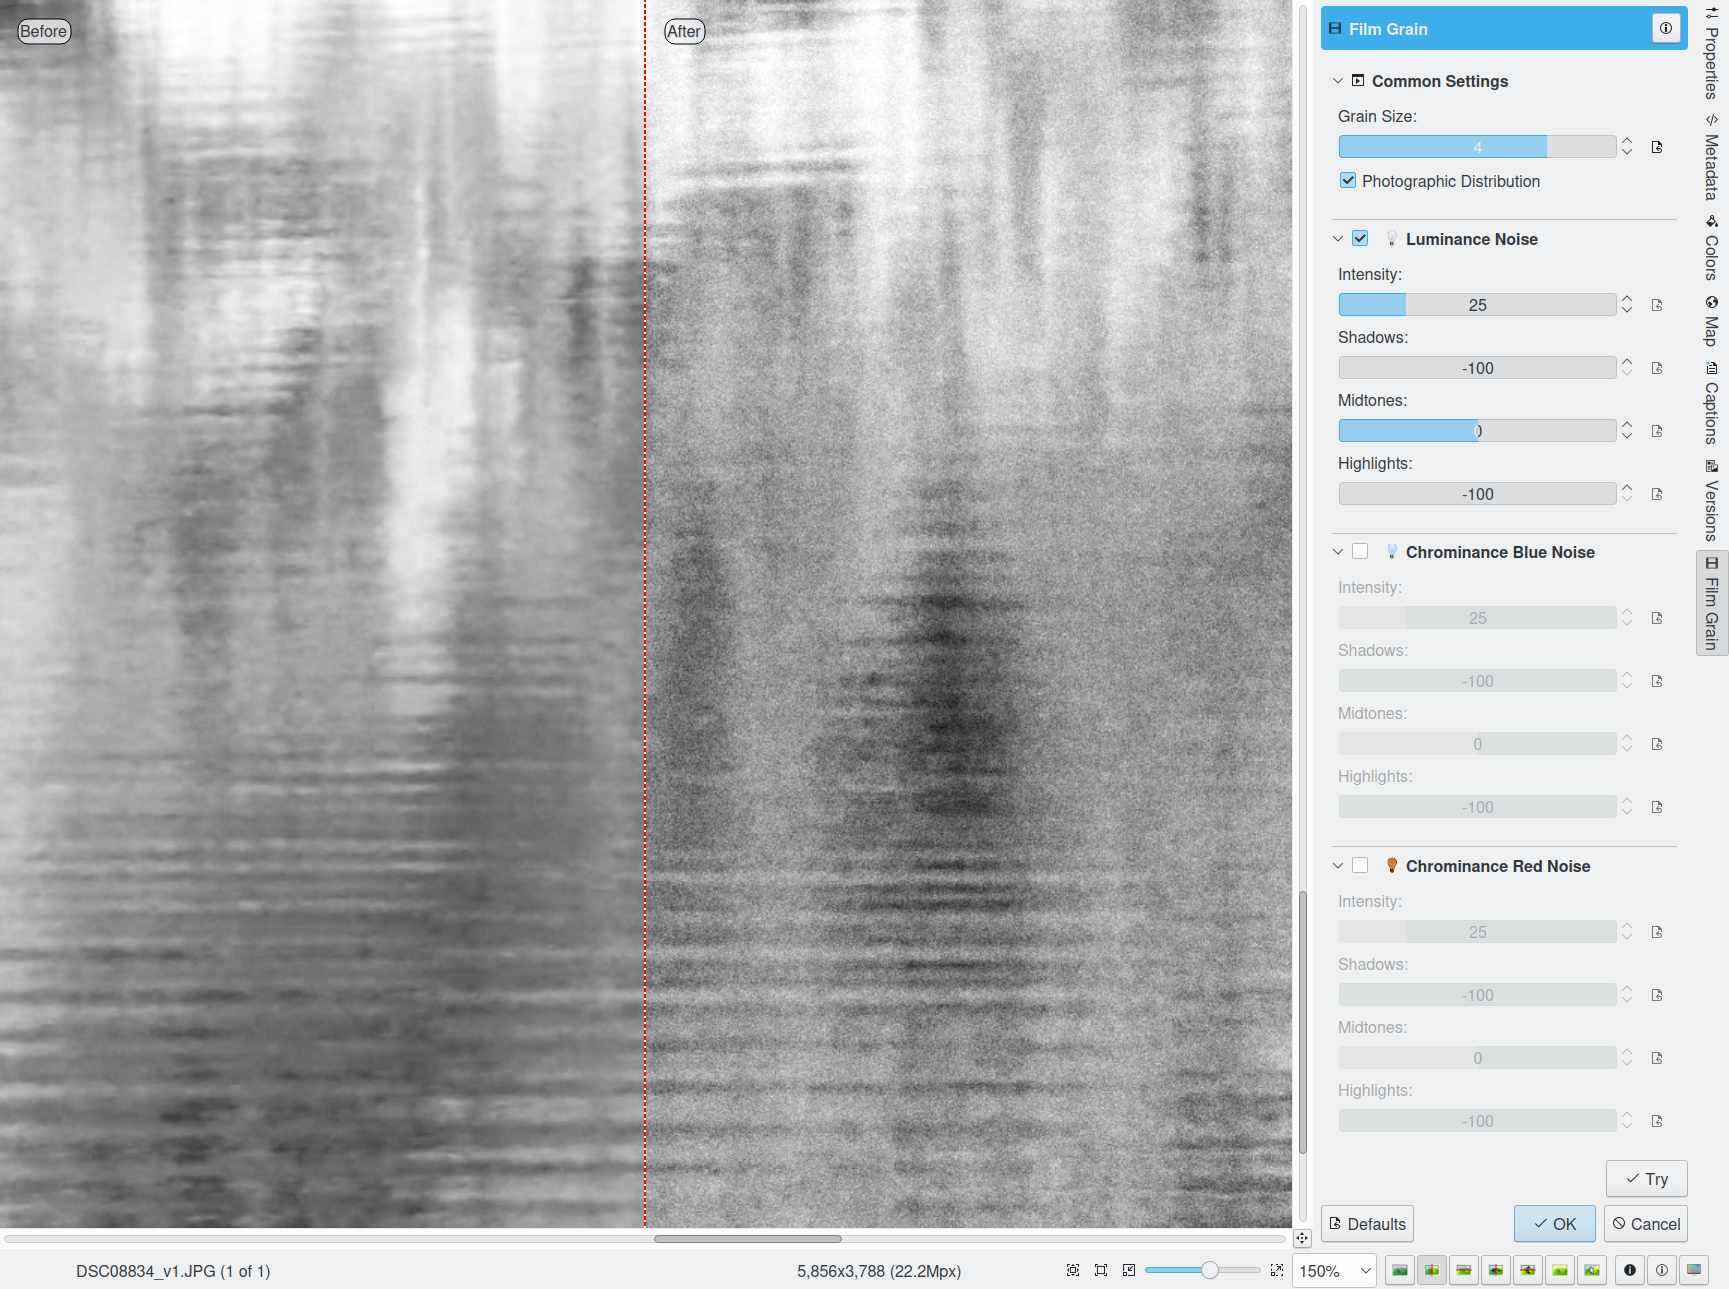 Before
After
Film Grain
Common Settings
Grain Size:
4
Photographic Distribution
Luminance Noise
Intensity:
25
Shadows:
-100
Midtones:
0
Highlights:
-100
Chrominance Blue Noise
Intensity:
25
Shadows:
-100
Midtones:
0
Highlights:
-100
Chrominance Red Noise
Intensity:
25
Shadows:
-100
Midtones:
0
Highlights:
-100
Try
Defaults
OK
Cancel
Properties
Metadata
Colors
Map
Captions
Versions
Film Grain
DSC08834_v1.JPG (1 of 1)
5,856x3,788 (22.2Mpx)
150%